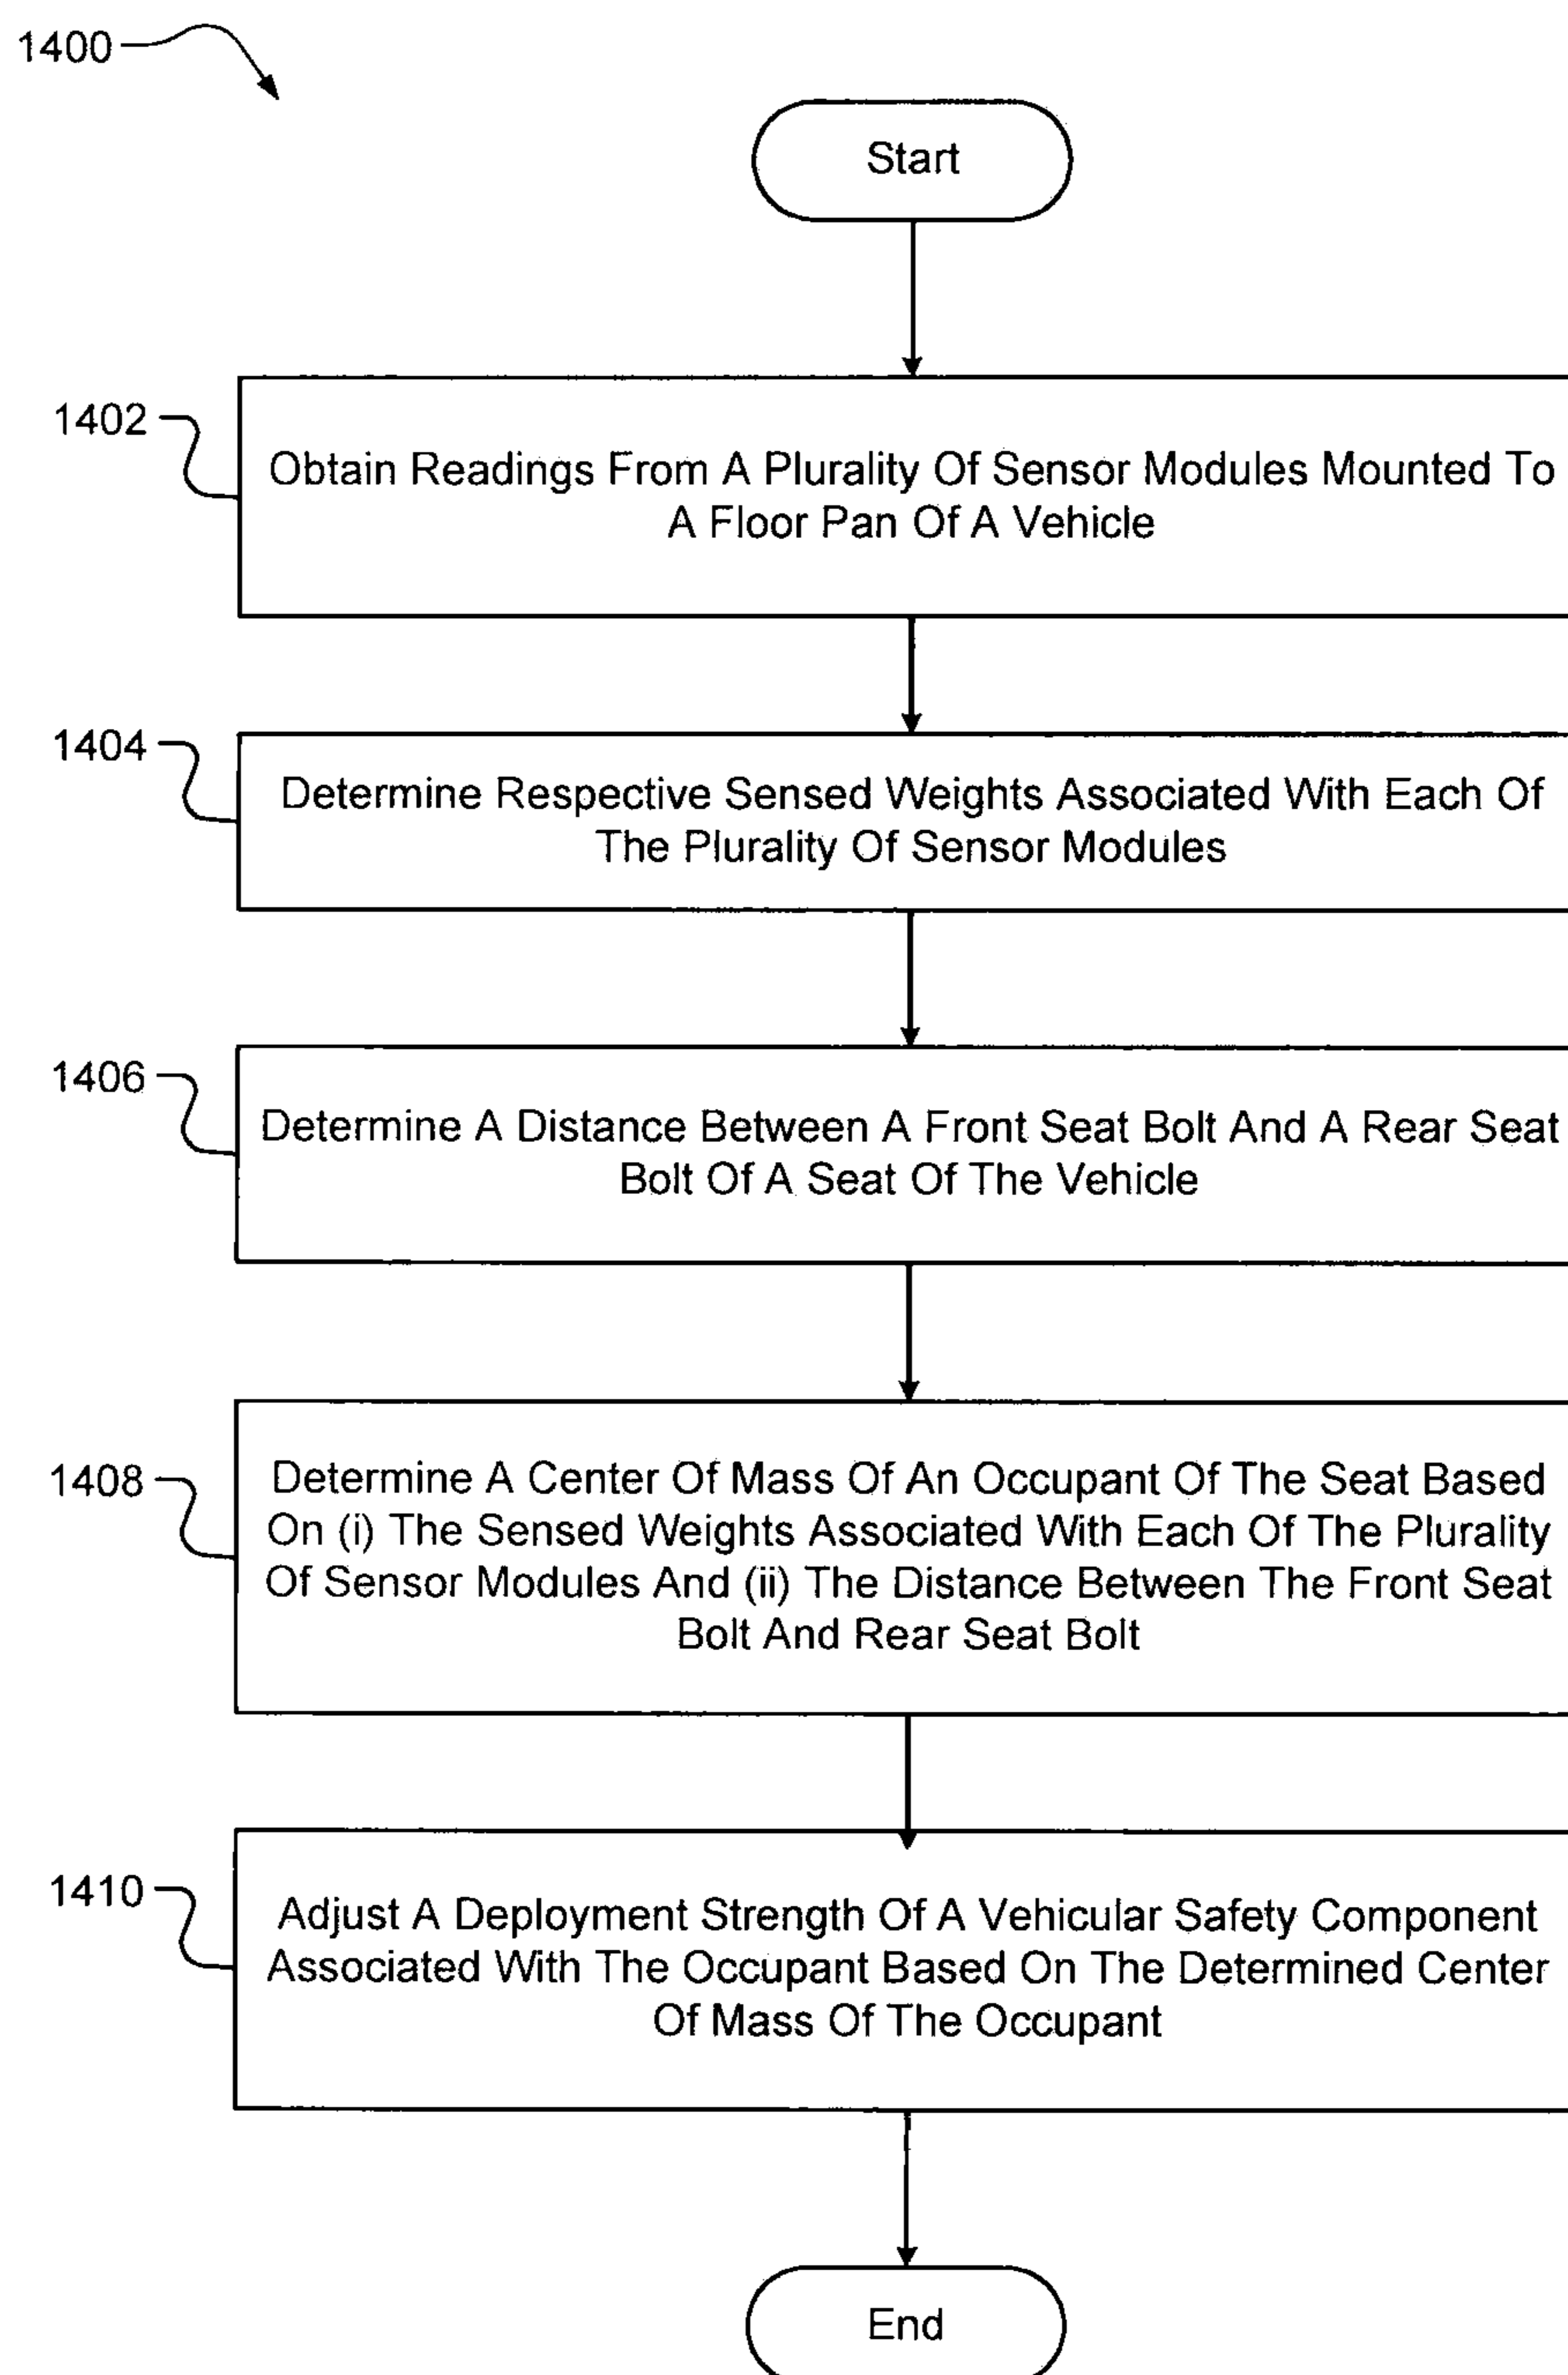 1400
Start
1402
Obtain Readings From A Plurality Of Sensor Modules Mounted To
A Floor Pan Of A Vehicle
1404
Determine Respective Sensed Weights Associated With Each Of
The Plurality Of Sensor Modules
1406
Determine A Distance Between A Front Seat Bolt And A Rear Seat
Bolt Of A Seat Of The Vehicle
1408
Determine A Center Of Mass Of An Occupant Of The Seat Based
On (i) The Sensed Weights Associated With Each Of The Plurality
Of Sensor Modules And (ii) The Distance Between The Front Seat
Bolt And Rear Seat Bolt
1410
Adjust A Deployment Strength Of A Vehicular Safety Component
Associated With The Occupant Based On The Determined Center
Of Mass Of The Occupant
End